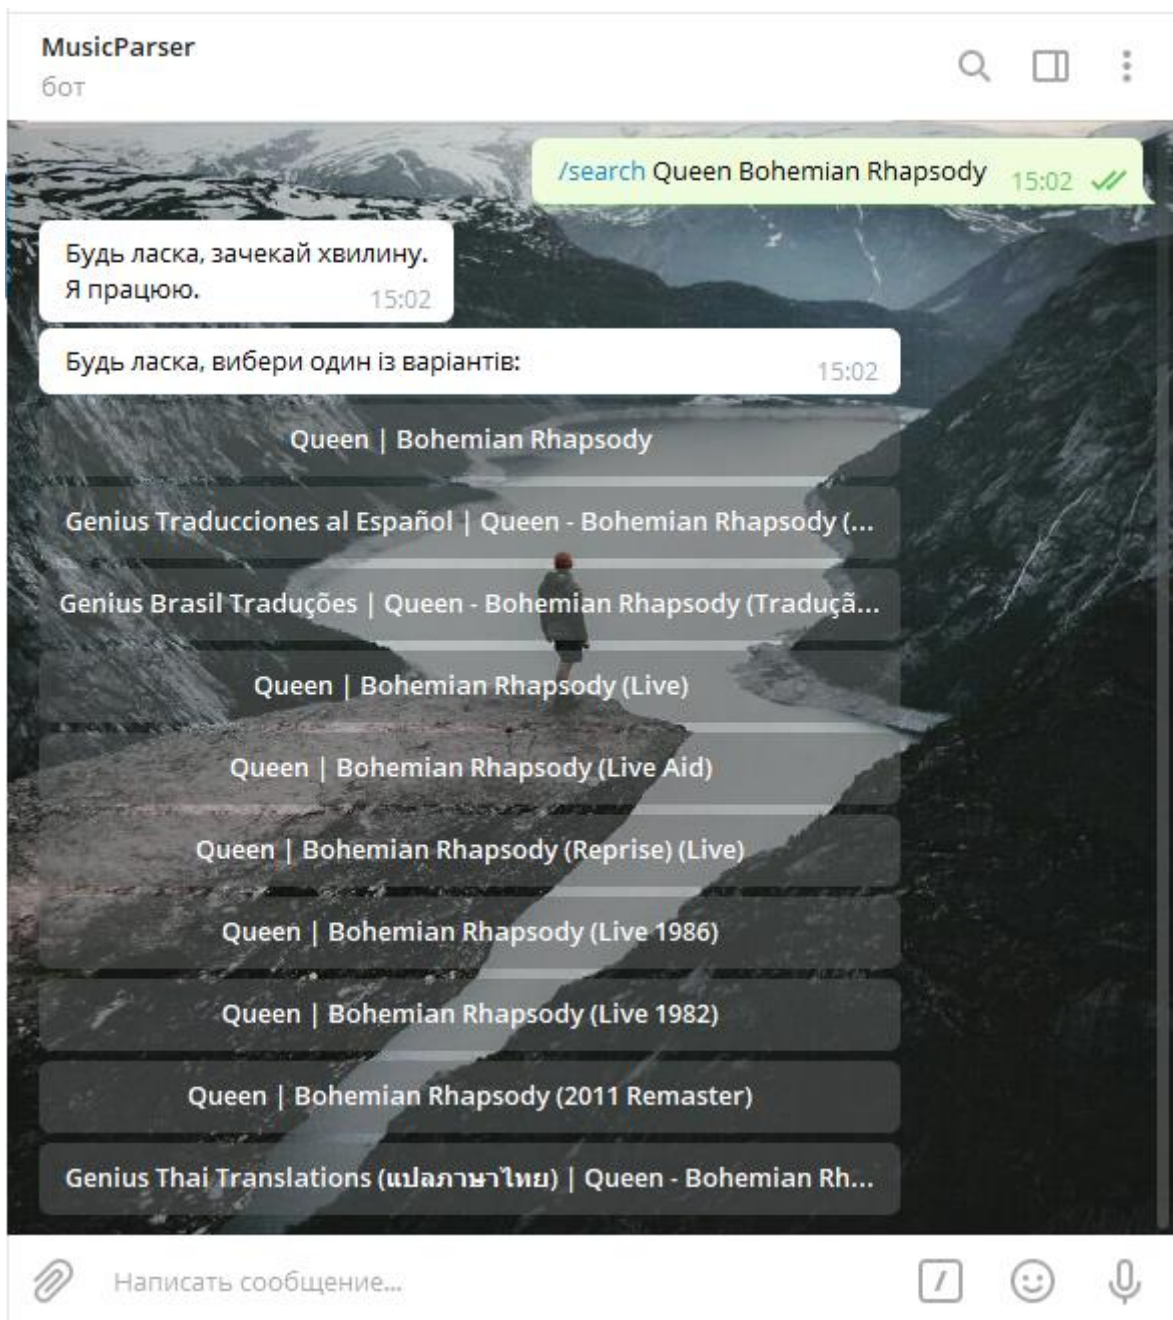 MusicParser
бот
/search Queen Bohemian Rhapsody 15:02
Будь ласка, зачекай хвилину.
Я працюю. 15:02
Будь ласка, вибери один із варіантів: 15:02
Queen | Bohemian Rhapsody
Genius Traducciones al Español | Queen - Bohemian Rhapsody (...
Genius Brasil Traduções | Queen - Bohemian Rhapsody (Traduçã...
Queen | Bohemian Rhapsody (Live)
Queen | Bohemian Rhapsody (Live Aid)
Queen | Bohemian Rhapsody (Reprise) (Live)
Queen | Bohemian Rhapsody (Live 1986)
Queen | Bohemian Rhapsody (Live 1982)
Queen | Bohemian Rhapsody (2011 Remaster)
Genius Thai Translations (แปลภาษาไทย) | Queen - Bohemian Rh...
Написать сообщение...